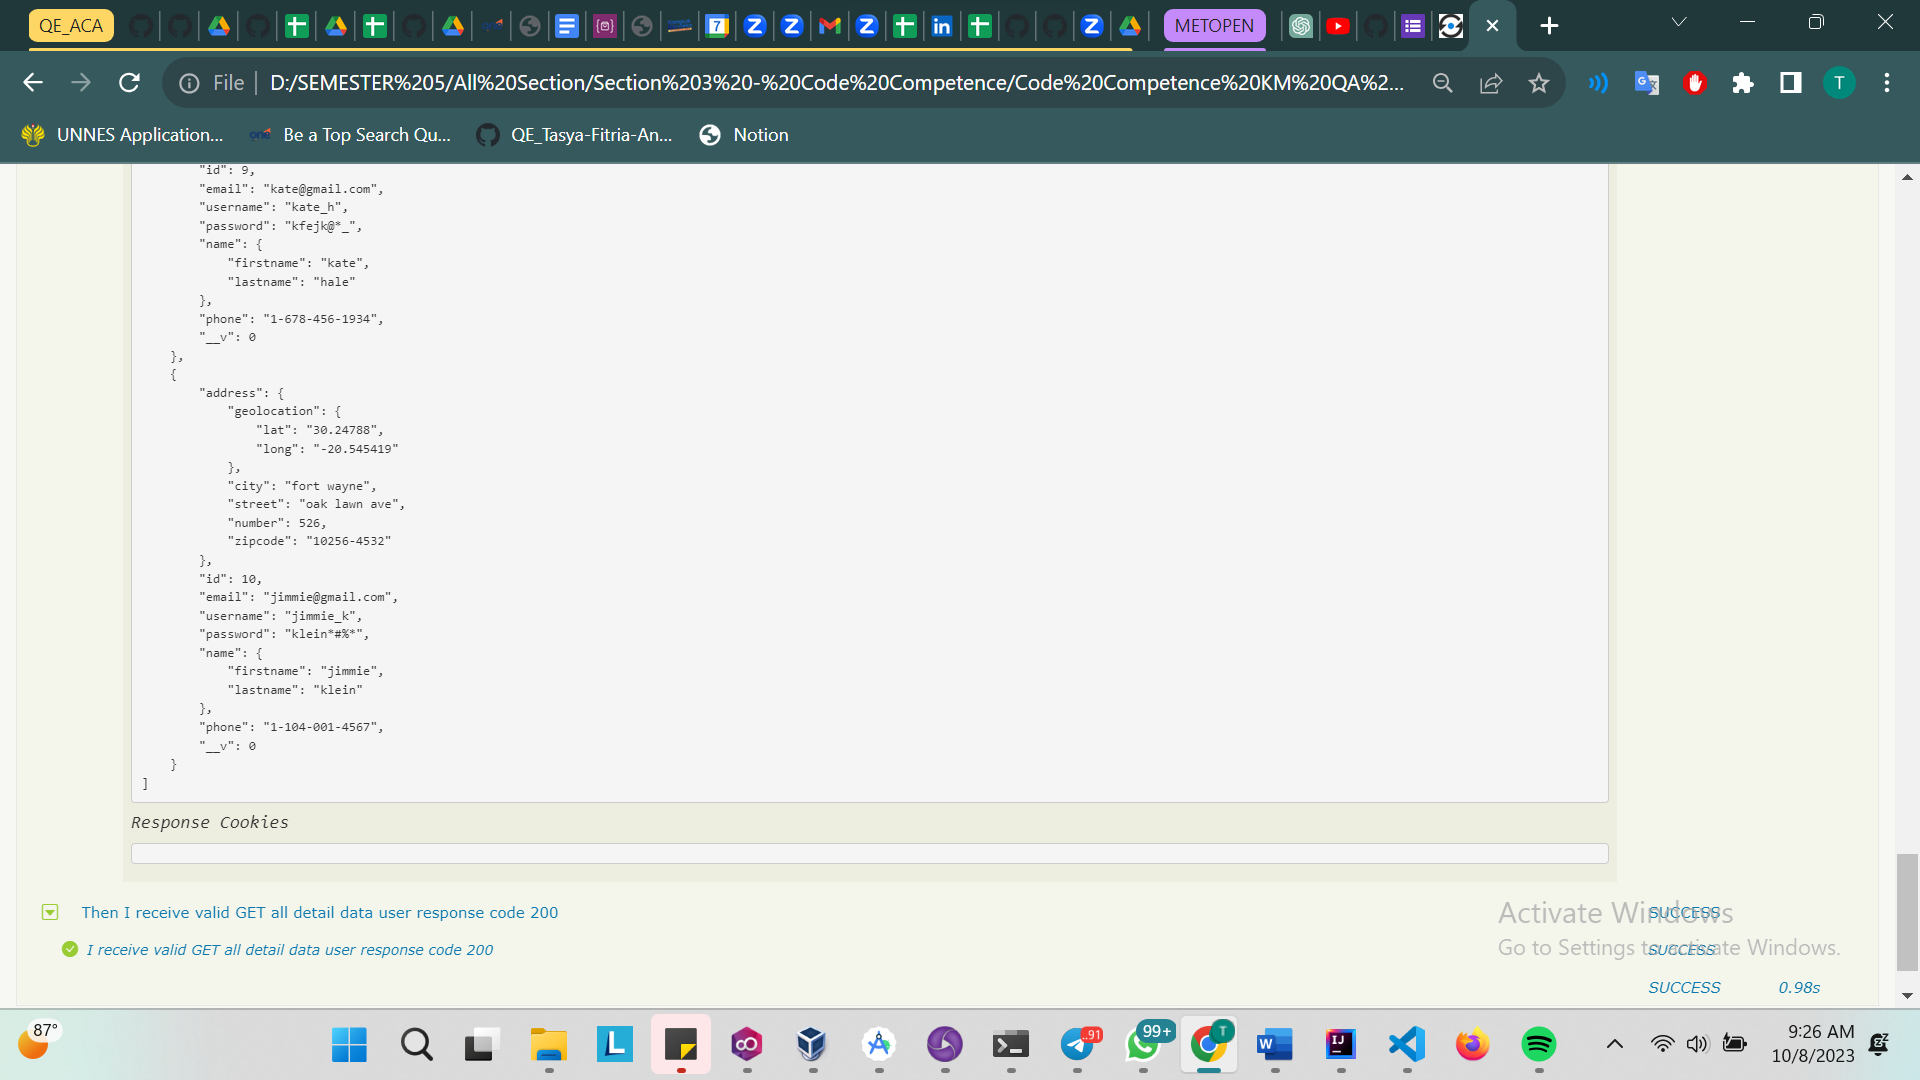 QE_ACA
METOPEN
File
D:/SEMESTER%205/All%20Section/Section%203%20-%20Code%20Competence/Code%20Competence%20KM%20QA%2...
T
UNNES Application...
Be a Top Search Qu...
QE_Tasya-Fitria-An...
Notion
"id": 9,
"email": "kate@gmail.com",
"username": "kate_h",
"password": "kfejk@*_",
"name": {
"firstname": "kate",
"lastname": "hale"
},
"phone": "1-678-456-1934",
"__v": 0
},
{
"address": {
"geolocation": {
"lat": "30.24788",
"long": "-20.545419"
},
"city": "fort wayne",
"street": "oak lawn ave",
"number": 526,
"zipcode": "10256-4532"
},
"id": 10,
"email": "jimmie@gmail.com",
"username": "jimmie_k",
"password": "klein*#%*",
"name": {
"firstname": "jimmie",
"lastname": "klein"
},
"phone": "1-104-001-4567",
"__v": 0
}
]
Response Cookies
Then I receive valid GET all detail data user response code 200
SUCCESS
I receive valid GET all detail data user response code 200
SUCCESS
SUCCESS 0.98s
Activate Windows
Go to Settings to activate Windows.
87°
91
99+
T
9:26 AM
10/8/2023